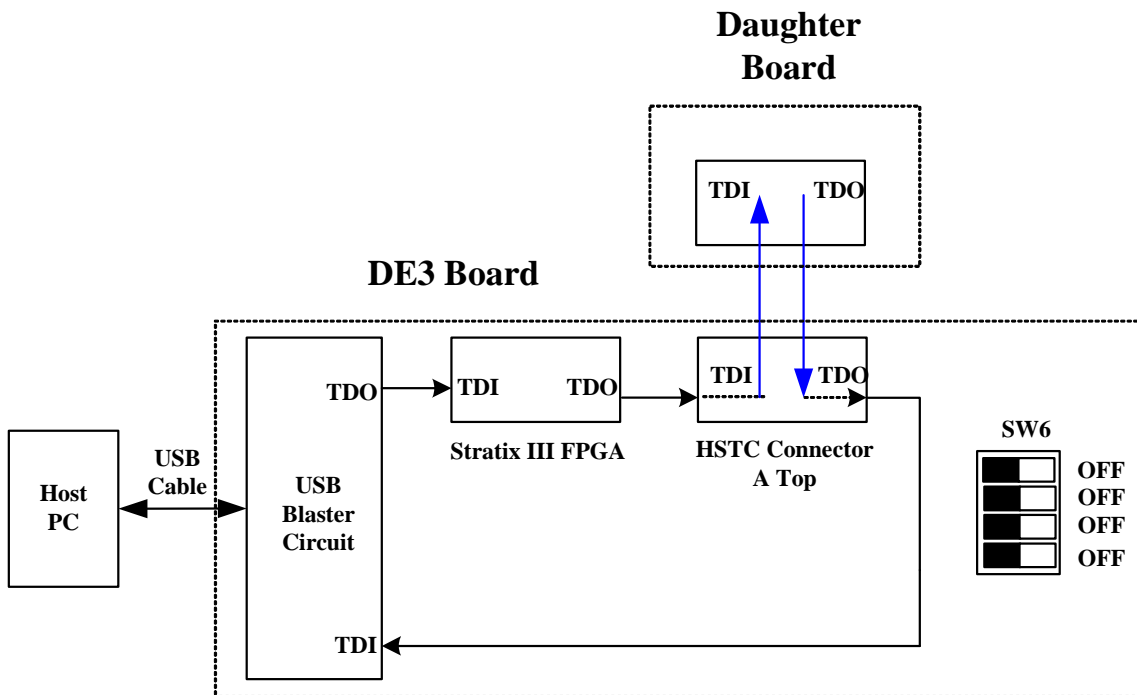 Daughter
Board
TDI
TDO
DE3 Board
TDO
TDI
TDO
TDI
TDO
Stratix III FPGA
HSTC Connector
A Top
SW6
OFF
OFF
OFF
OFF
USB
Cable
Host
PC
USB
Blaster
Circuit
TDI